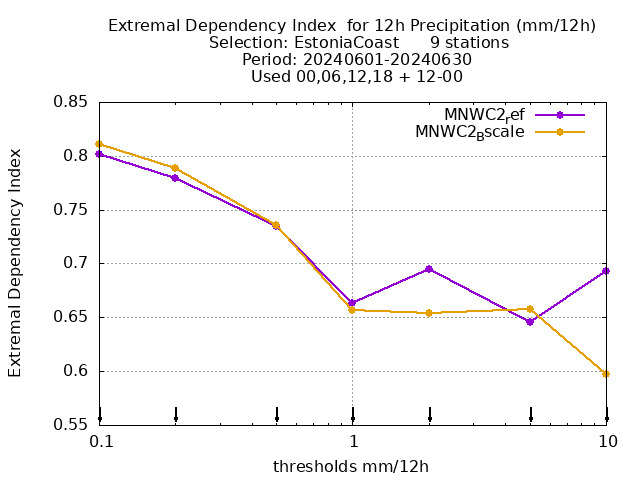 Extremal Dependency Index  for 12h Precipitation (mm/12h)
Selection: EstoniaCoast      9 stations
Period: 20240601-20240630
Used 00,06,12,18 + 12-00
MNWC2ref
MNWC2Bscale
0.85
0.8
0.75
0.7
0.65
0.6
0.55
Extremal Dependency Index
0.1
1
10
thresholds mm/12h